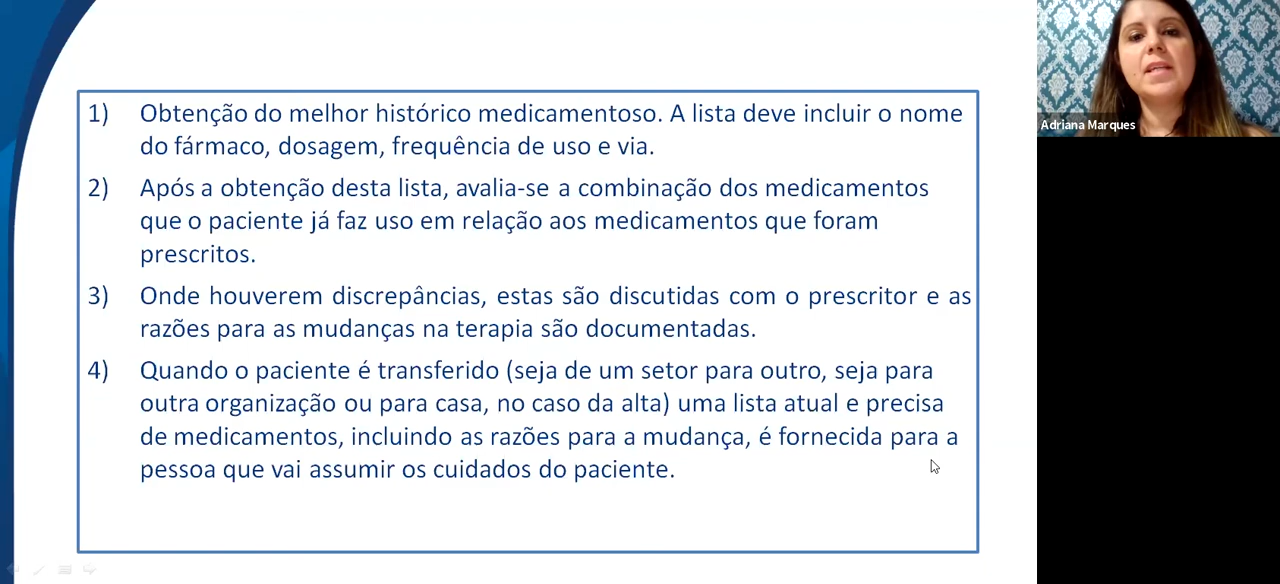 1) Obtenção do melhor histórico medicamentoso. A lista deve incluir o nome
do fármaco, dosagem, frequência de uso e via.
2) Após a obtenção desta lista, avalia-se a combinação dos medicamentos
que o paciente já faz uso em relação aos medicamentos que foram
prescritos.
3) Onde houverem discrepâncias, estas são discutidas com o prescritor e as
razões para as mudanças na terapia são documentadas.
4) Quando o paciente é transferido (seja de um setor para outro, seja para
outra organização ou para casa, no caso da alta) uma lista atual e precisa
de medicamentos, incluindo as razões para a mudança, é fornecida para a
pessoa que vai assumir os cuidados do paciente.
Adriana Marques